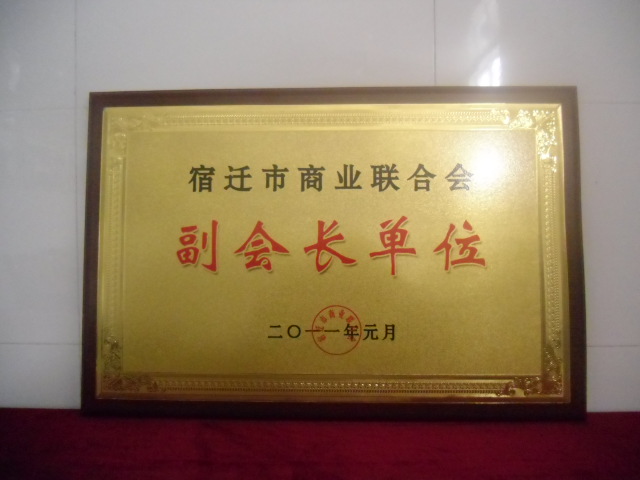 宿迁市商业联合会
副会长单位
二〇一一年元月